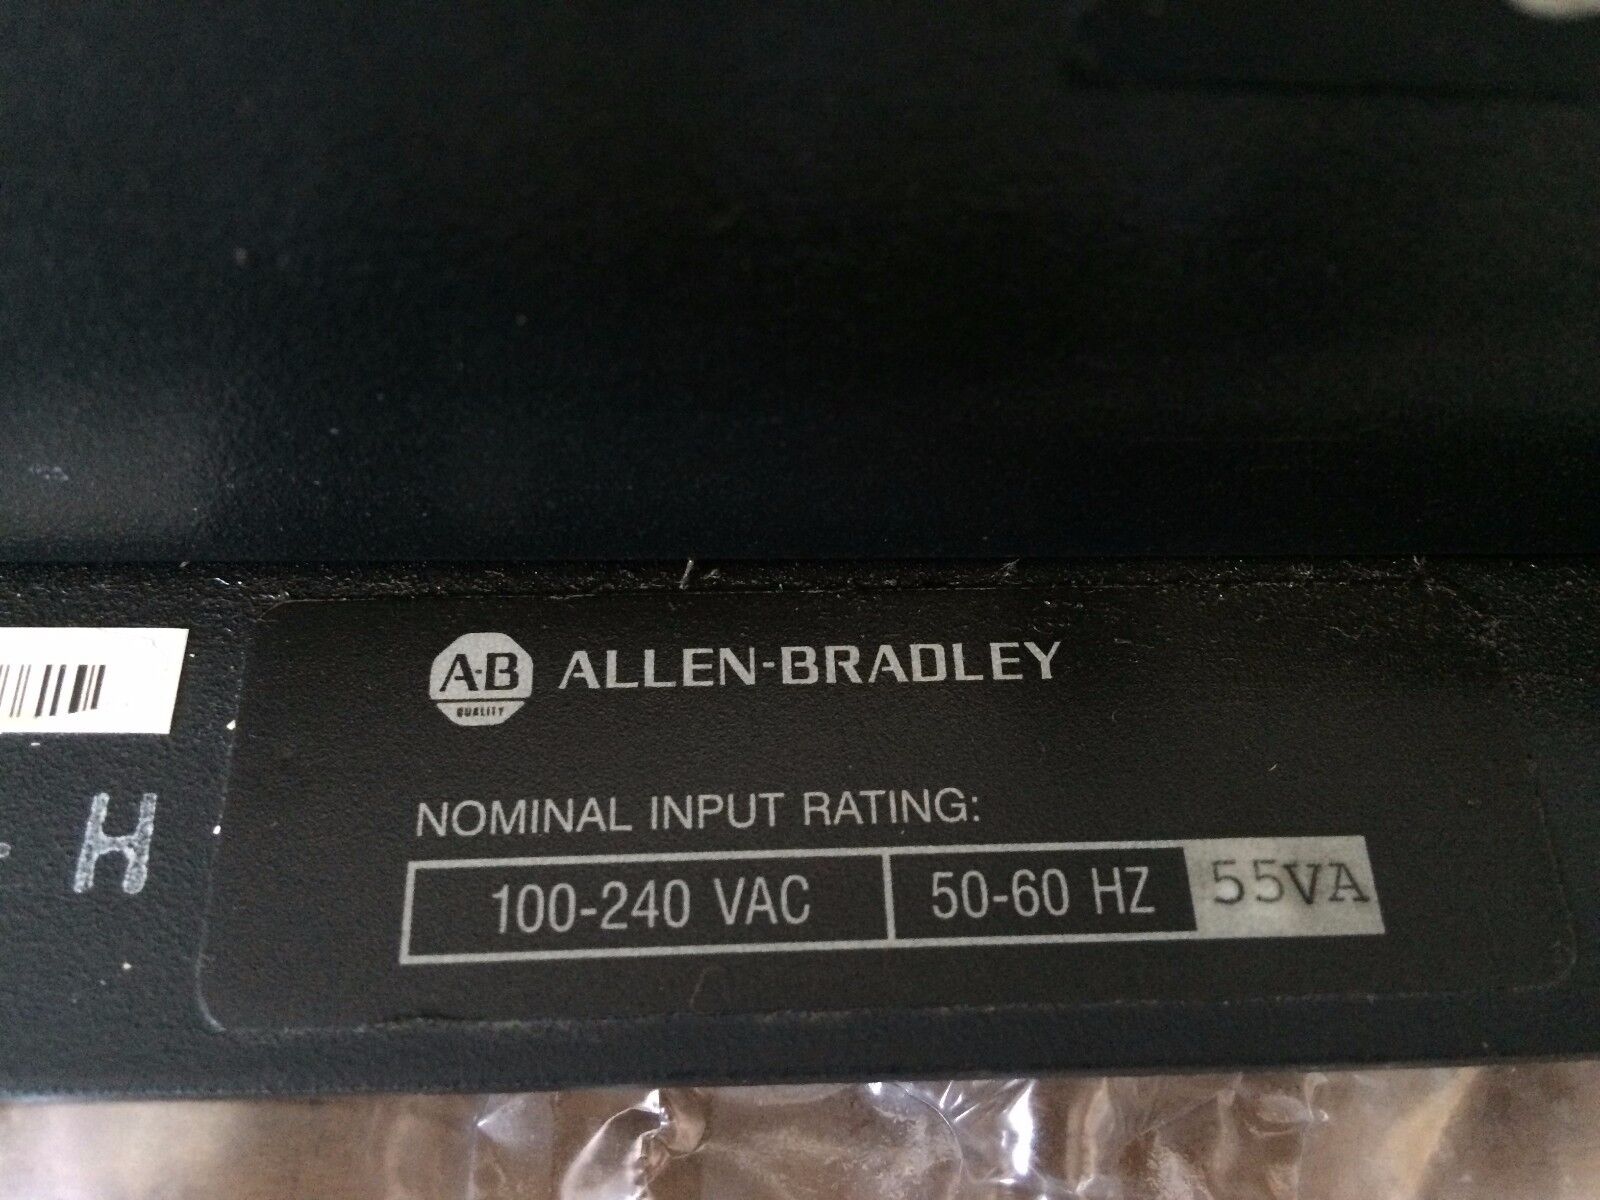 A-B ALLEN-BRADLEY
QUALITY
NOMINAL INPUT RATING:
100-240 VAC 50-60 HZ 55VA
H